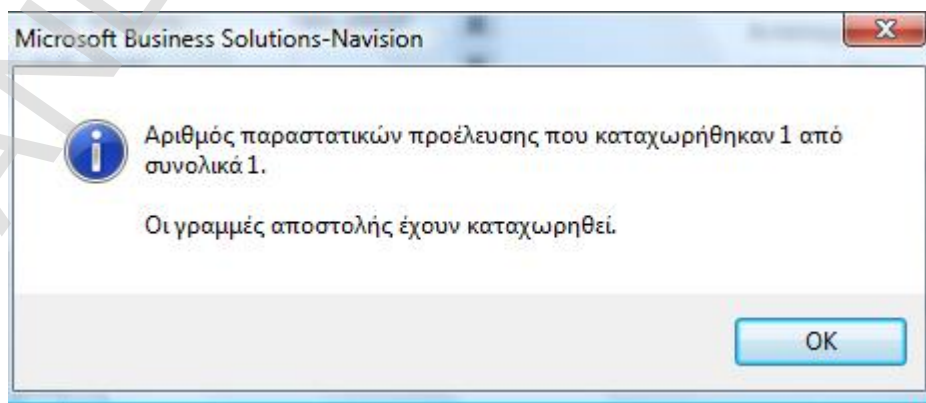 Microsoft Business Solutions-Navision
Αριθμός παραστατικών προέλευσης που καταχωρήθηκαν 1 από
συνολικά 1.
Οι γραμμές αποστολής έχουν καταχωρηθεί.
OK